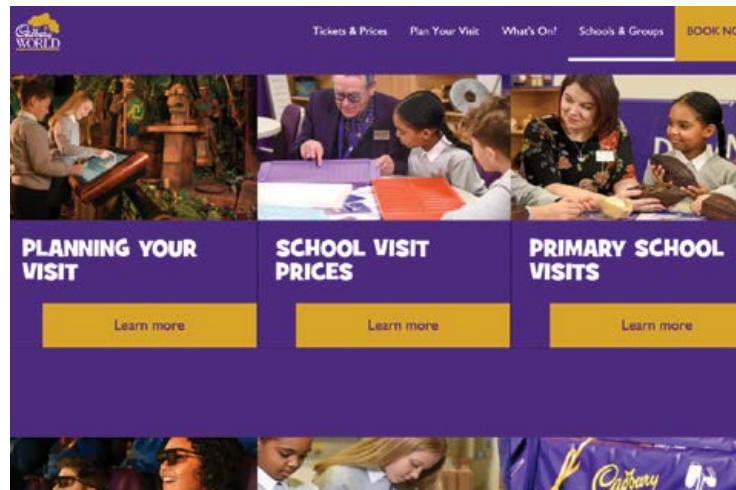 Cadbury
WORLD
Tickets & Prices
Plan Your Visit
What's On?
Schools & Groups
BOOK NO
PLANNING YOUR
VISIT
SCHOOL VISIT
PRICES
PRIMARY SCHOOL
VISITS
Learn more
Learn more
Learn more
Cadbury